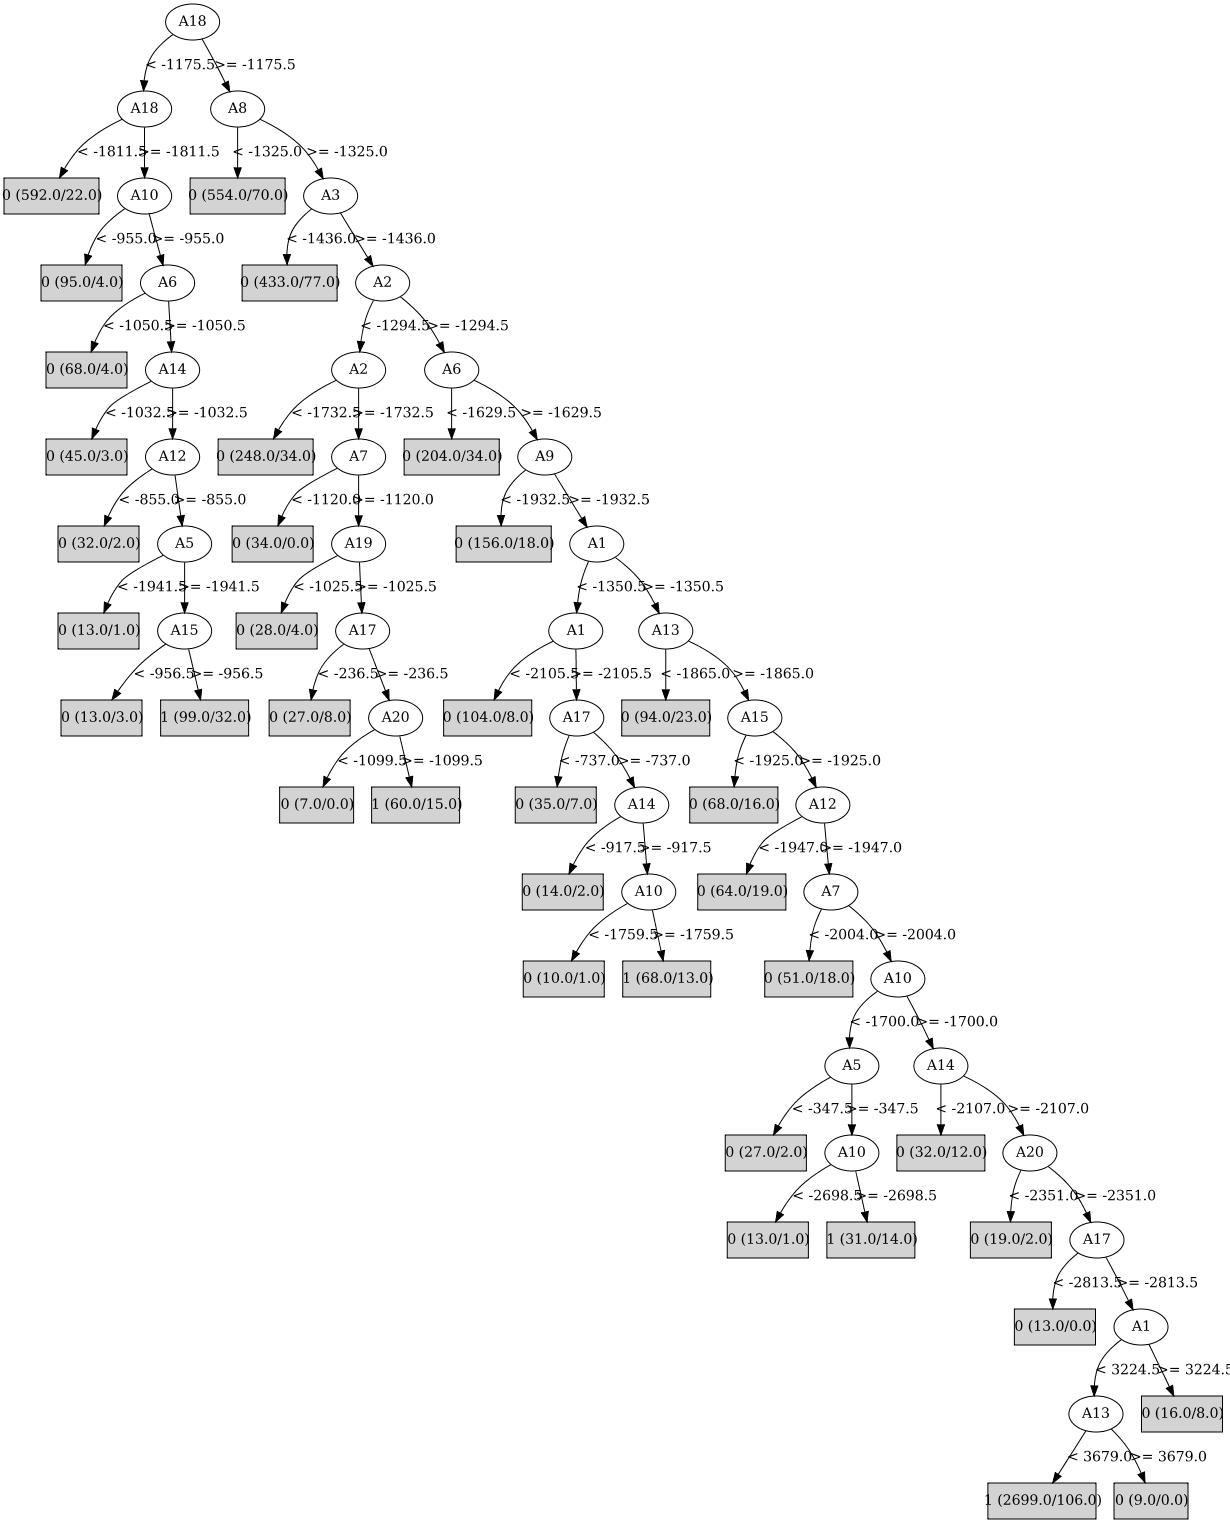 A18
< -1175.5 >= -1175.5
A18 A8
< -1811.5 >= -1811.5 < -1325.0 >= -1325.0
0 (592.0/22.0) A10 0 (554.0/70.0) A3
< -955.0 >= -955.0 < -1436.0 >= -1436.0
0 (95.0/4.0) A6 0 (433.0/77.0) A2
< -1050.5 >= -1050.5 < -1294.5 >= -1294.5
0 (68.0/4.0) A14 A2 A6
< -1032.5 >= -1032.5 < -1732.5 >= -1732.5 < -1629.5 >= -1629.5
0 (45.0/3.0) A12 0 (248.0/34.0) A7 0 (204.0/34.0) A9
< -855.0 >= -855.0 < -1120.0 >= -1120.0 < -1932.5 >= -1932.5
0 (32.0/2.0) A5 0 (34.0/0.0) A19 0 (156.0/18.0) A1
< -1941.5 >= -1941.5 < -1025.5 >= -1025.5 < -1350.5 >= -1350.5
0 (13.0/1.0) A15 0 (28.0/4.0) A17 A1 A13
< -956.5 >= -956.5 < -236.5 >= -236.5 < -2105.5 >= -2105.5 < -1865.0 >= -1865.0
0 (13.0/3.0) 1 (99.0/32.0) 0 (27.0/8.0) A20 0 (104.0/8.0) A17 0 (94.0/23.0) A15
< -1099.5 >= -1099.5 < -737.0 >= -737.0 < -1925.0 >= -1925.0
0 (7.0/0.0) 1 (60.0/15.0) 0 (35.0/7.0) A14 0 (68.0/16.0) A12
< -917.5 >= -917.5 < -1947.0 >= -1947.0
0 (14.0/2.0) A10 0 (64.0/19.0) A7
< -1759.5 >= -1759.5 < -2004.0 >= -2004.0
0 (10.0/1.0) 1 (68.0/13.0) 0 (51.0/18.0) A10
< -1700.0 >= -1700.0
A5 A14
< -347.5 >= -347.5 < -2107.0 >= -2107.0
0 (27.0/2.0) A10 0 (32.0/12.0) A20
< -2698.5 >= -2698.5 < -2351.0 >= -2351.0
0 (13.0/1.0) 1 (31.0/14.0) 0 (19.0/2.0) A17
< -2813.5 >= -2813.5
0 (13.0/0.0) A1
< 3224.5 >= 3224.5
A13 0 (16.0/8.0)
< 3679.0 >= 3679.0
1 (2699.0/106.0) 0 (9.0/0.0)